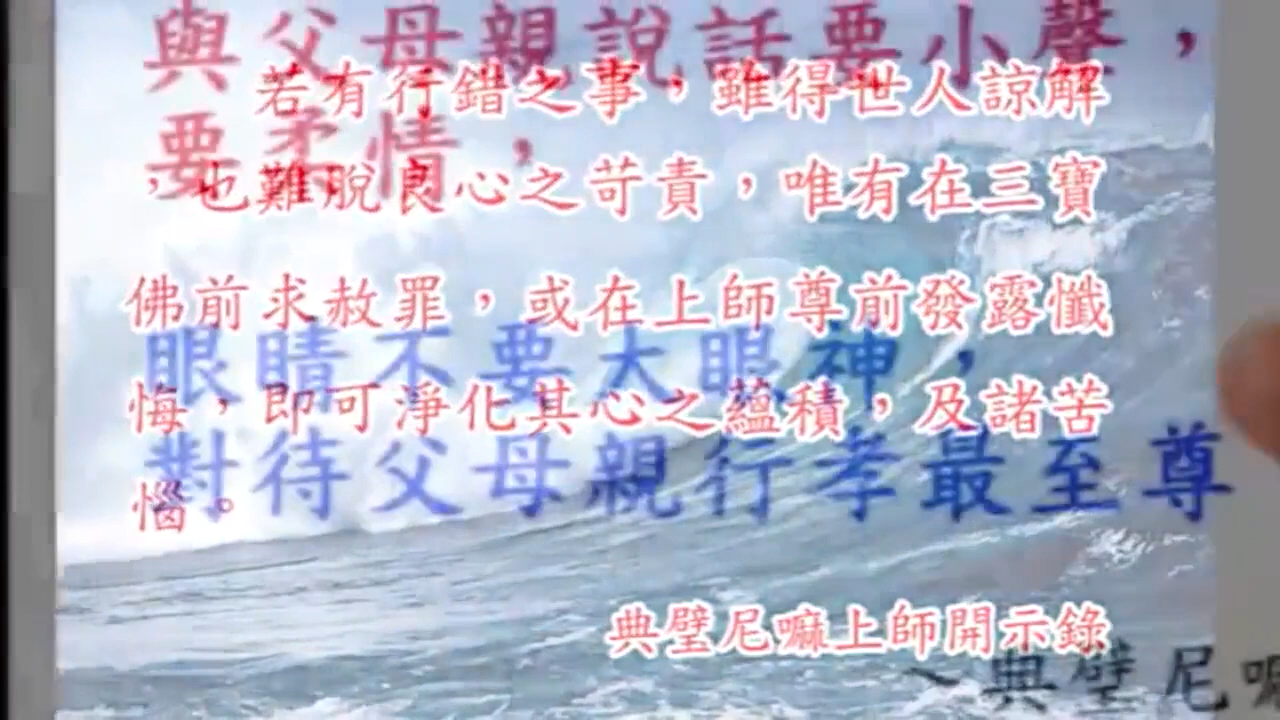 與父母親說話要小聲，
若有行錯之事，雖得世人諒解
要柔情，
，也難脫良心之苛責，唯有在三寶
佛前求赦罪，或在上師尊前發露懺
眼睛不要大眼神，
悔，即可淨化其心之蘊積，及諸苦
對待父母親行孝最至尊
惱。
典璧尼嘛上師開示錄
～典璧尼嘛